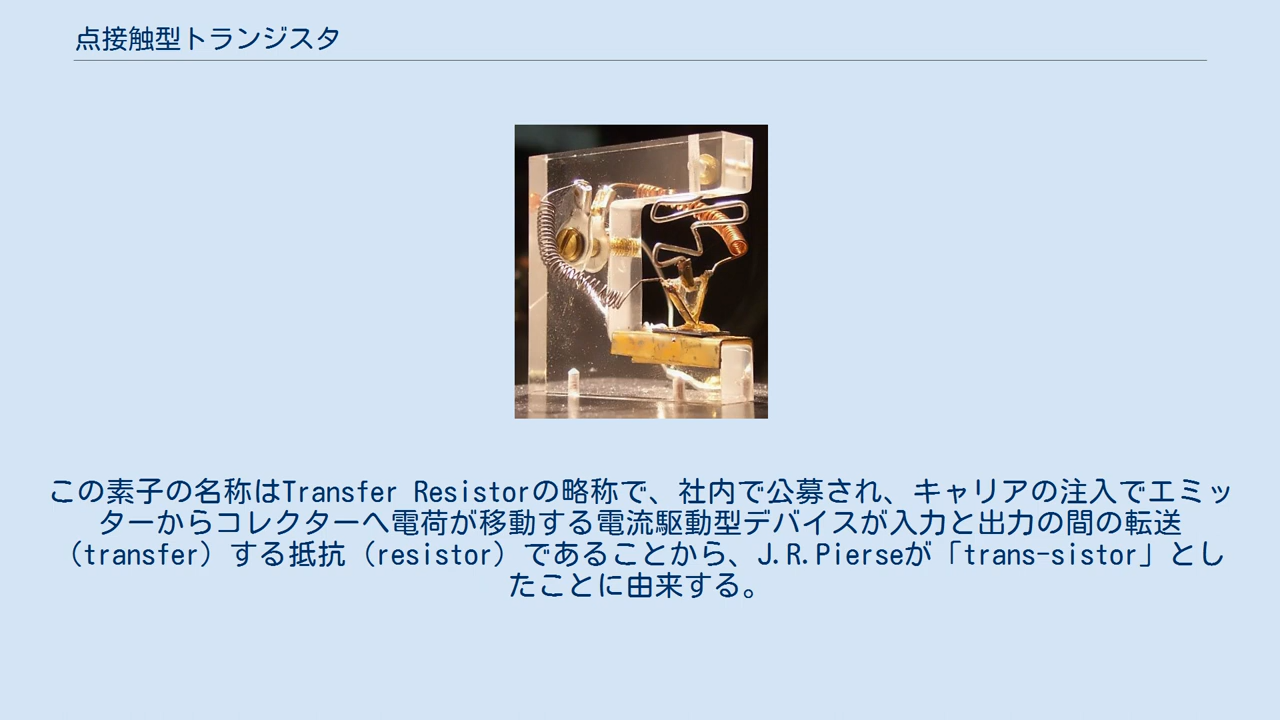 点接触型トランジスタ
この素子の名称はTransfer Resistorの略称で、社内で公募され、キャリアの注入でエミッ
ターからコレクターへ電荷が移動する電流駆動型デバイスが入力と出力の間の転送
（transfer）する抵抗（resistor）であることから、J.R.Pierseが「trans-sistor」とし
たことに由来する。